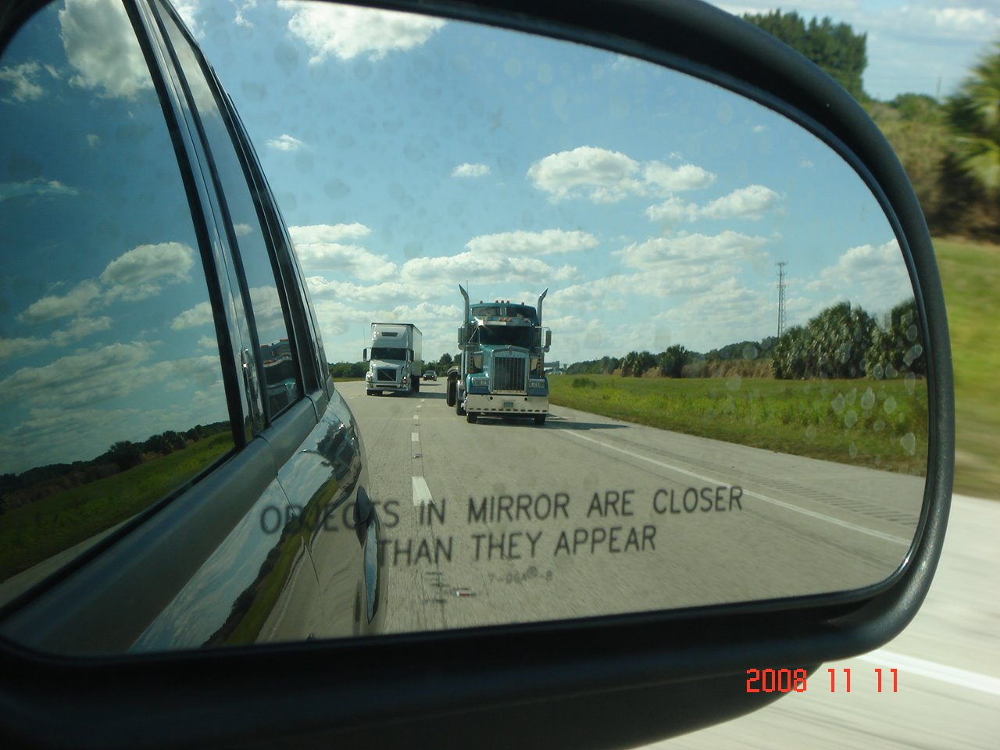 OBJECTS IN MIRROR ARE CLOSER
THAN THEY APPEAR
2008 11 11